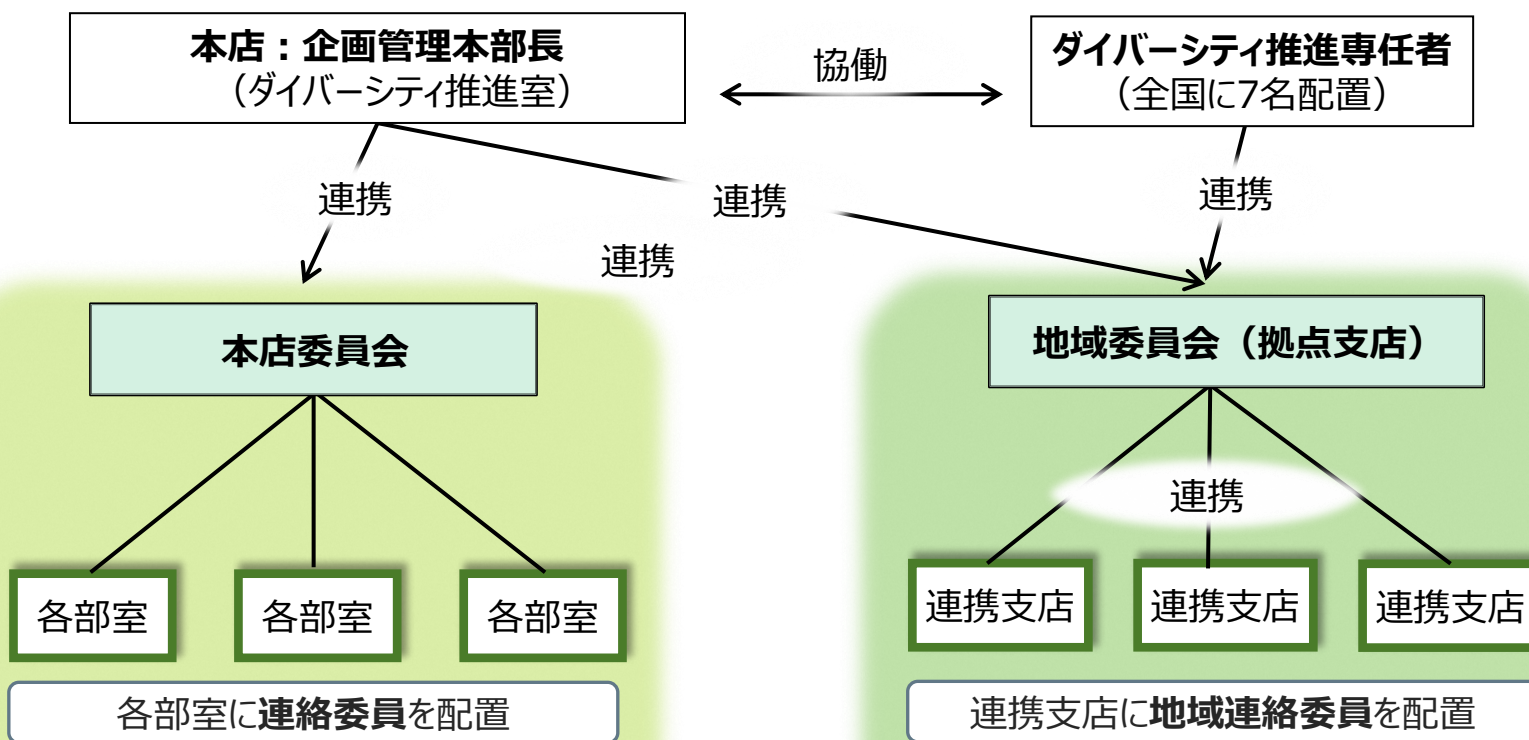 本店：企画管理本部長
（ダイバーシティ推進室）
協働
ダイバーシティ推進専任者
（全国に7名配置）
連携
連携
連携
連携
本店委員会
地域委員会（拠点支店）
連携
各部室
各部室
各部室
連携支店
連携支店
連携支店
各部室に連絡委員を配置
連携支店に地域連絡委員を配置